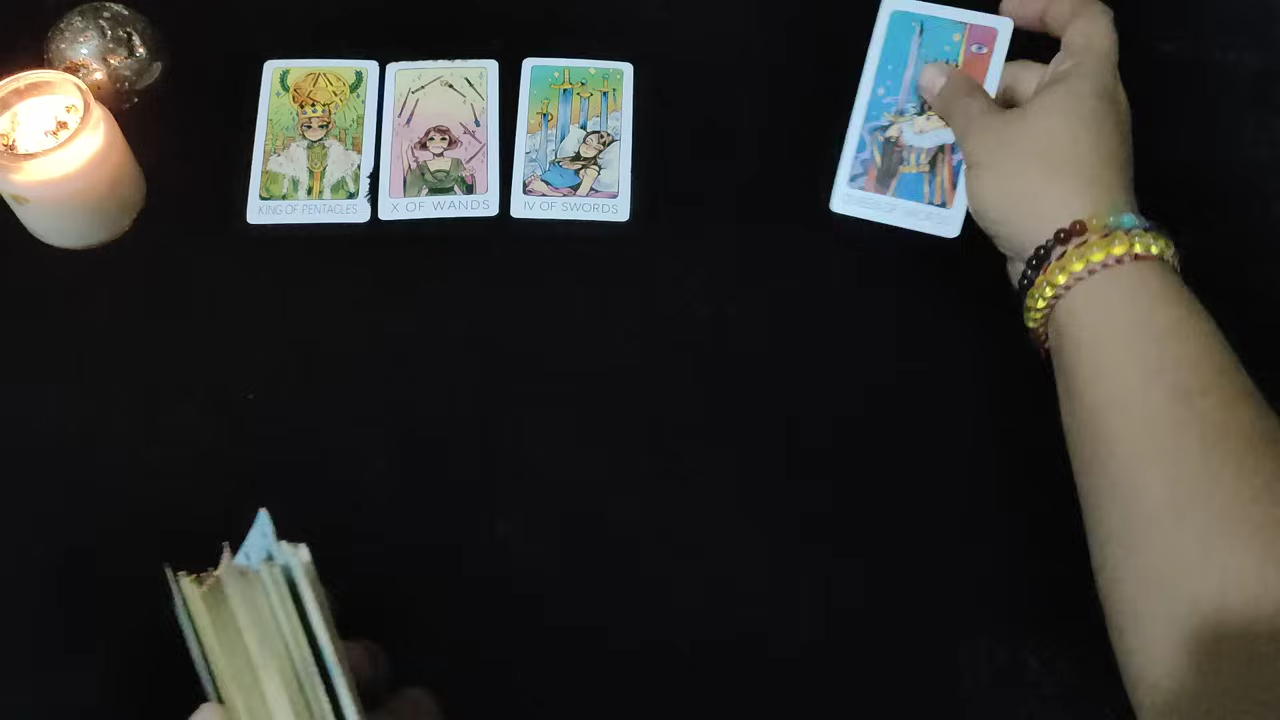 KING OF PENTACLES
X OF WANDS
IV OF SWORDS